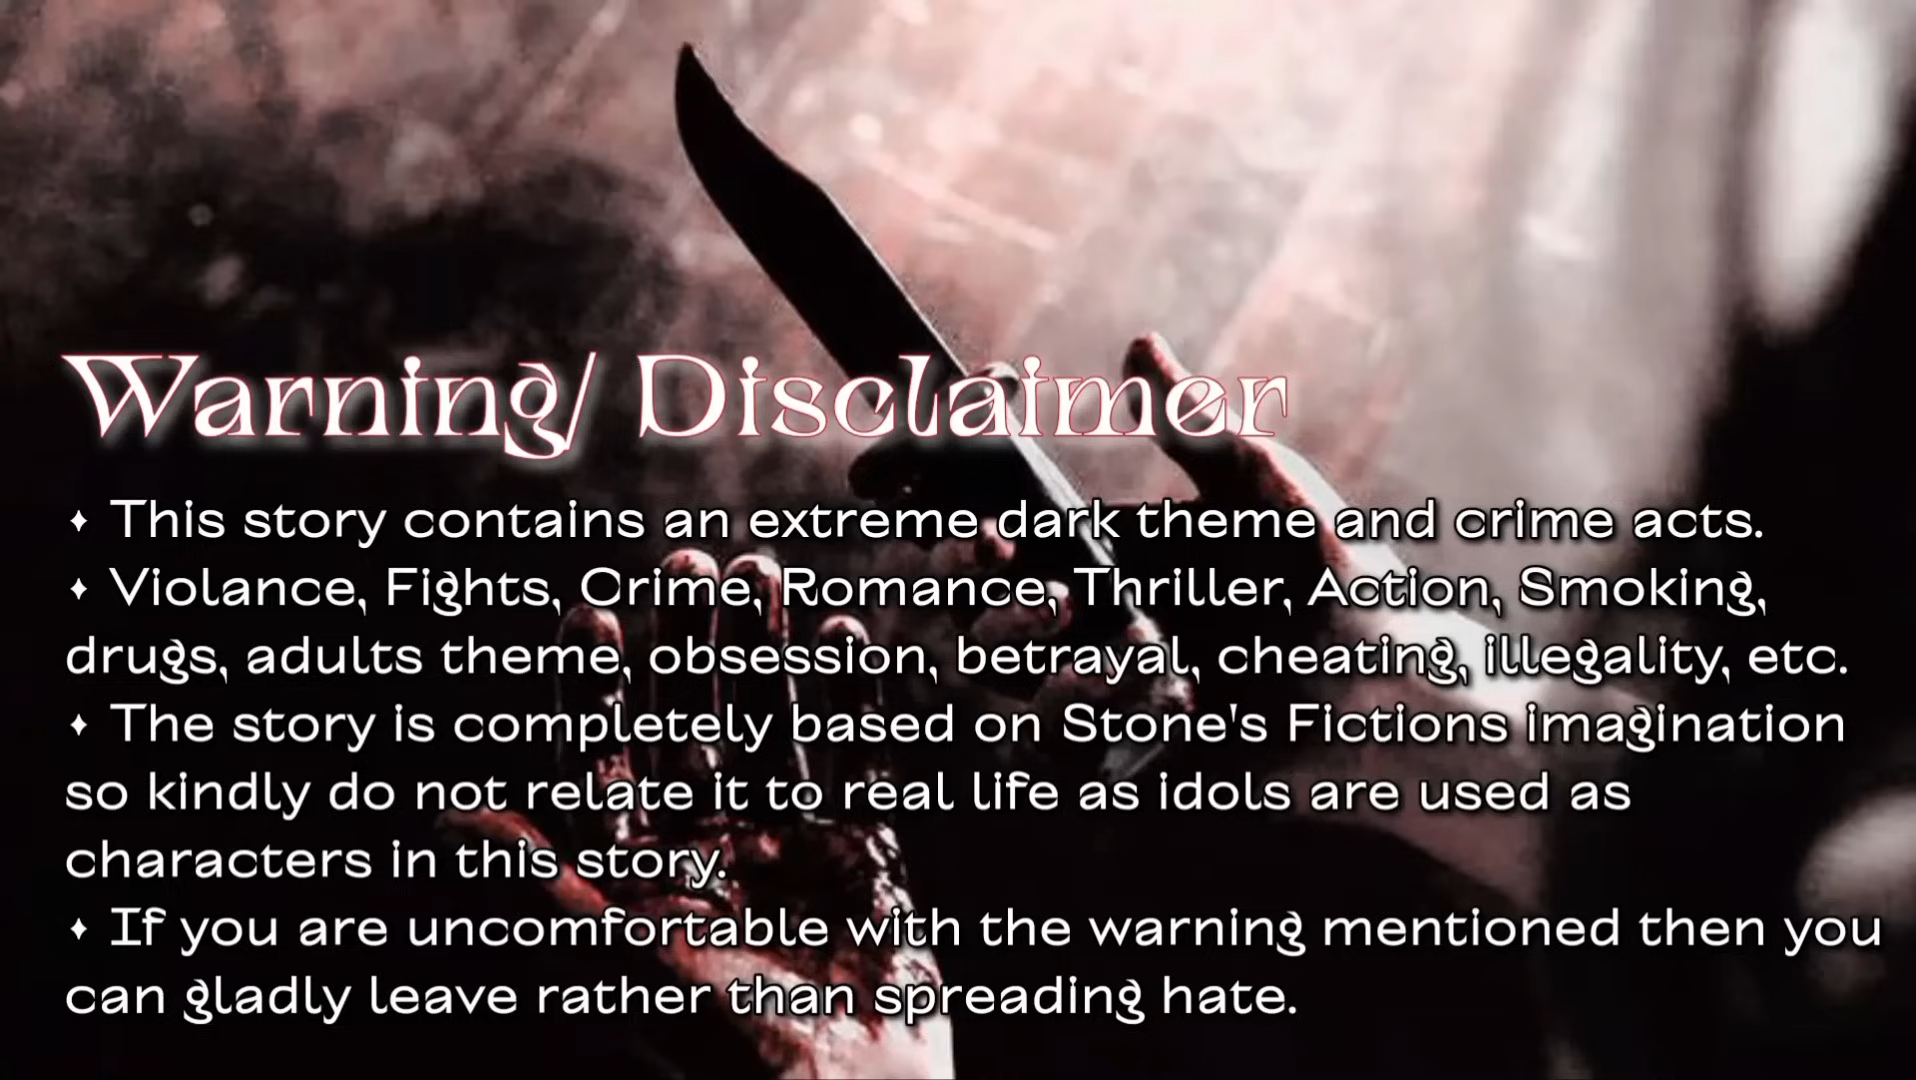 Warning/ Disclaimer
✦ This story contains an extreme dark theme and crime acts.
✦ Violance, Fights, Crime, Romance, Thriller, Action, Smoking,
drugs, adults theme, obsession, betrayal, cheating, illegality, etc.
✦ The story is completely based on Stone's Fictions imagination
so kindly do not relate it to real life as idols are used as
characters in this story.
✦ If you are uncomfortable with the warning mentioned then you
can gladly leave rather than spreading hate.